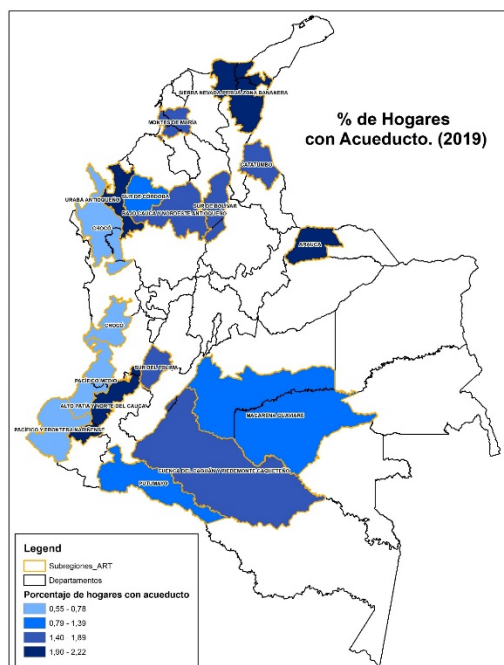 SIERRA NEVADA PERIJÁ ZONA BANANERA
% de Hogares
con Acueducto. (2019)
MONTES DE MARÍA
CATATUMBO
URABÁ ANTIOQUEÑO
SUR DE CÓRDOBA
SUR DE BOLÍVAR
BAJO CAUCA Y NORDESTE ANTIOQUEÑO
CHOCÓ
ARAUCA
CHOCÓ
SUR DEL TOLIMA
PACÍFICO MEDIO
ALTO PATÍA Y NORTE DEL CAUCA
MACARENA GUAVIARE
PACÍFICO Y FRONTERA NARIÑENSE
CUENCA DEL CAGUÁN Y PIEDEMONTE CAQUETEÑO
PUTUMAYO
Legend
Subregiones_ART
Departamentos
Porcentaje de hogares con acueducto
0,55 - 0,78
0,79 - 1,39
1,40 - 1,89
1,90 - 2,22